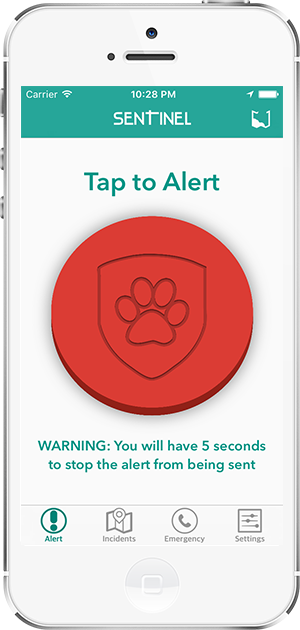 Carrier 10:28 PM
SENTINEL
Tap to Alert
WARNING: You will have 5 seconds
to stop the alert from being sent
Alert Incidents Emergency Settings